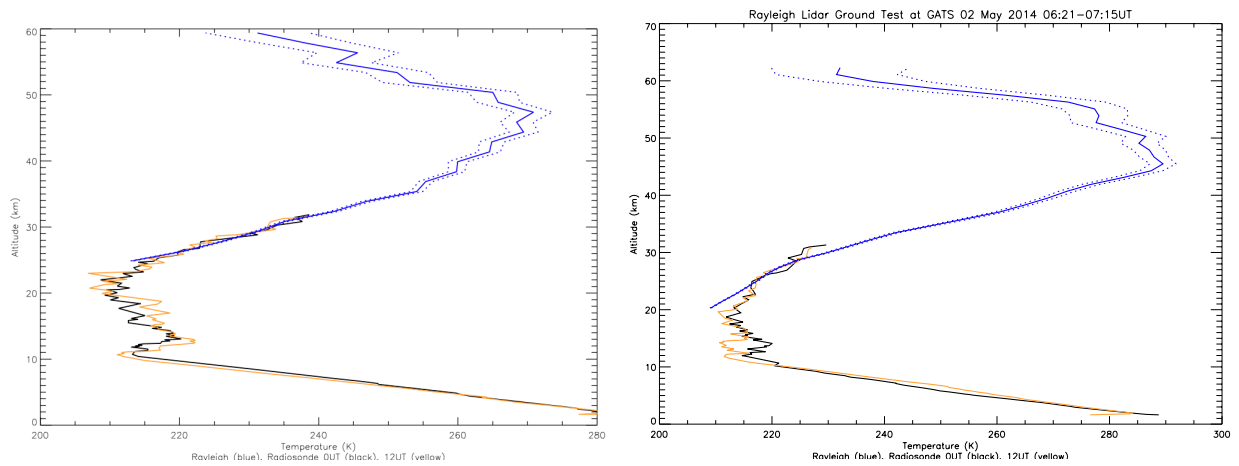 60
50
40
30
20
10
0
Altitude (km)
200 220 240 260 280
Temperature (K)
Rayleigh (blue), Radiosonde 0UT (black), 12UT (yellow)
Rayleigh Lidar Ground Test at GATS 02 May 2014 06:21-07:15UT
70
60
50
40
30
20
10
0
Altitude (km)
200 220 240 260 280 300
Temperature (K)
Rayleigh (blue), Radiosonde 0UT (black), 12UT (yellow)